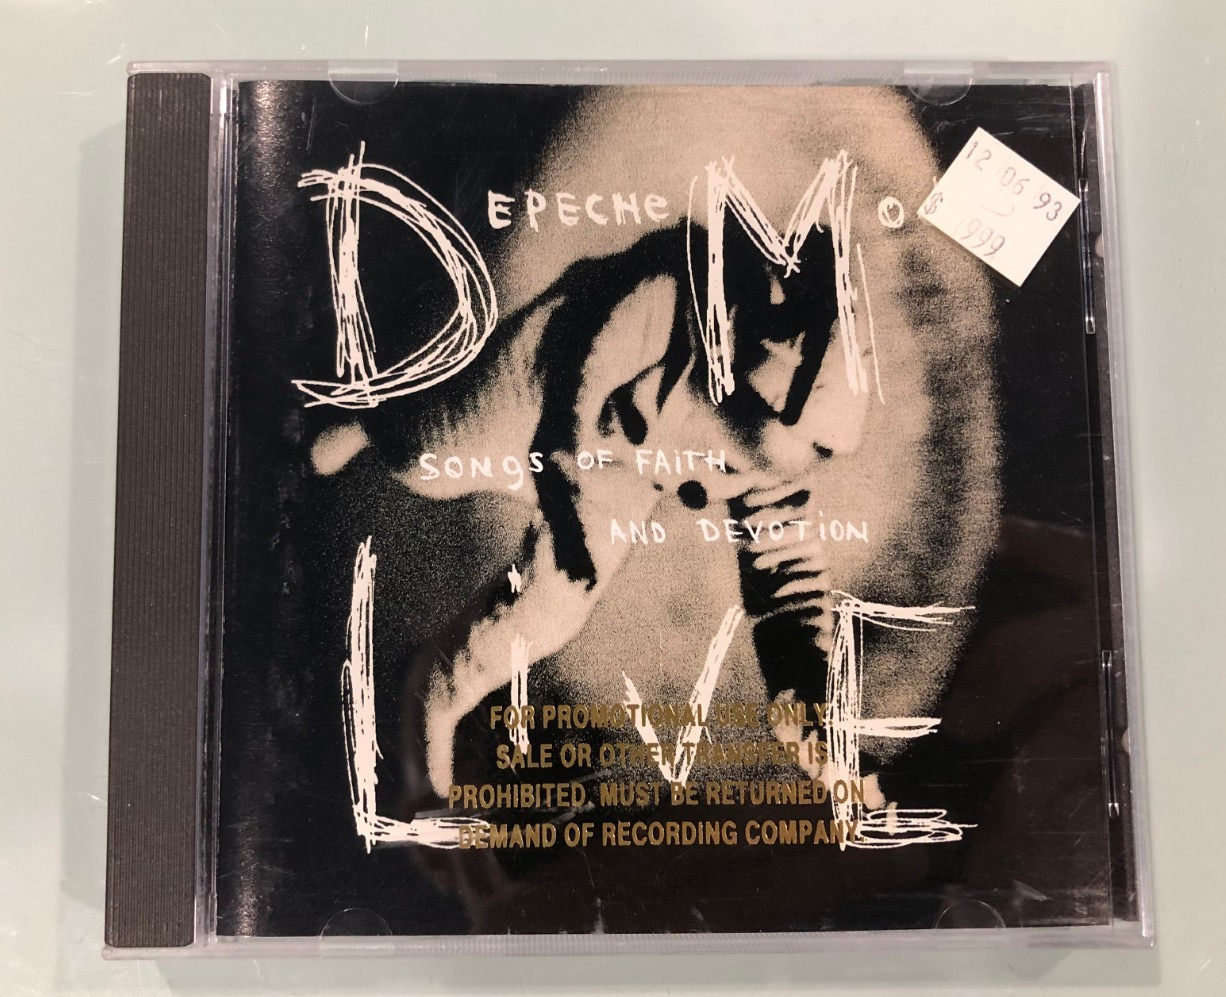 DEPECHE MO
12 06 '93
$ 999
SONgS OF FAiTH
AND DEVOTiON
LiVE
FOR PROMOTIONAL USE ONLY.
SALE OR OTHER TRANSFER IS
PROHIBITED. MUST BE RETURNED ON
DEMAND OF RECORDING COMPANY.